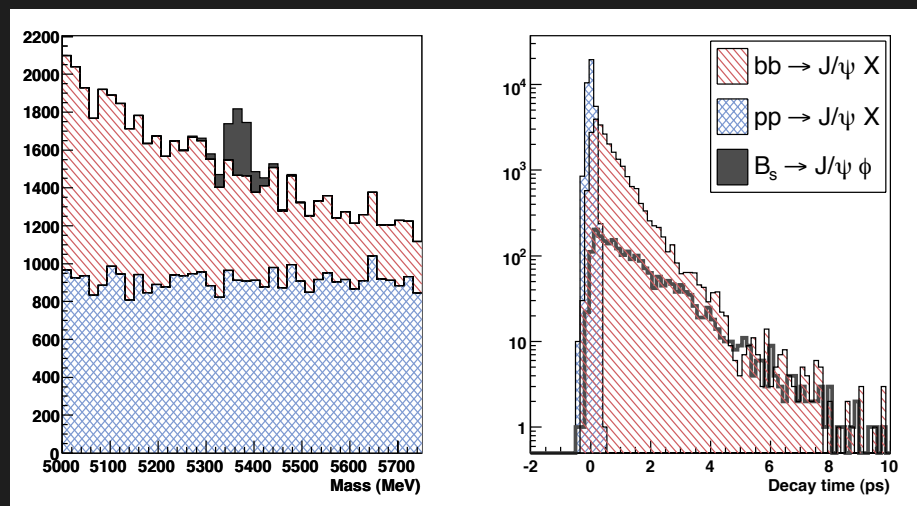 2200
2000
1800
1600
1400
1200
1000
800
600
400
200
0
5000 5100 5200 5300 5400 5500 5600 5700
Mass (MeV)
10⁴
10³
10²
10
1
-2 0 2 4 6 8 10
Decay time (ps)
bb → J/ψ X
pp → J/ψ X
Bₛ → J/ψ ϕ